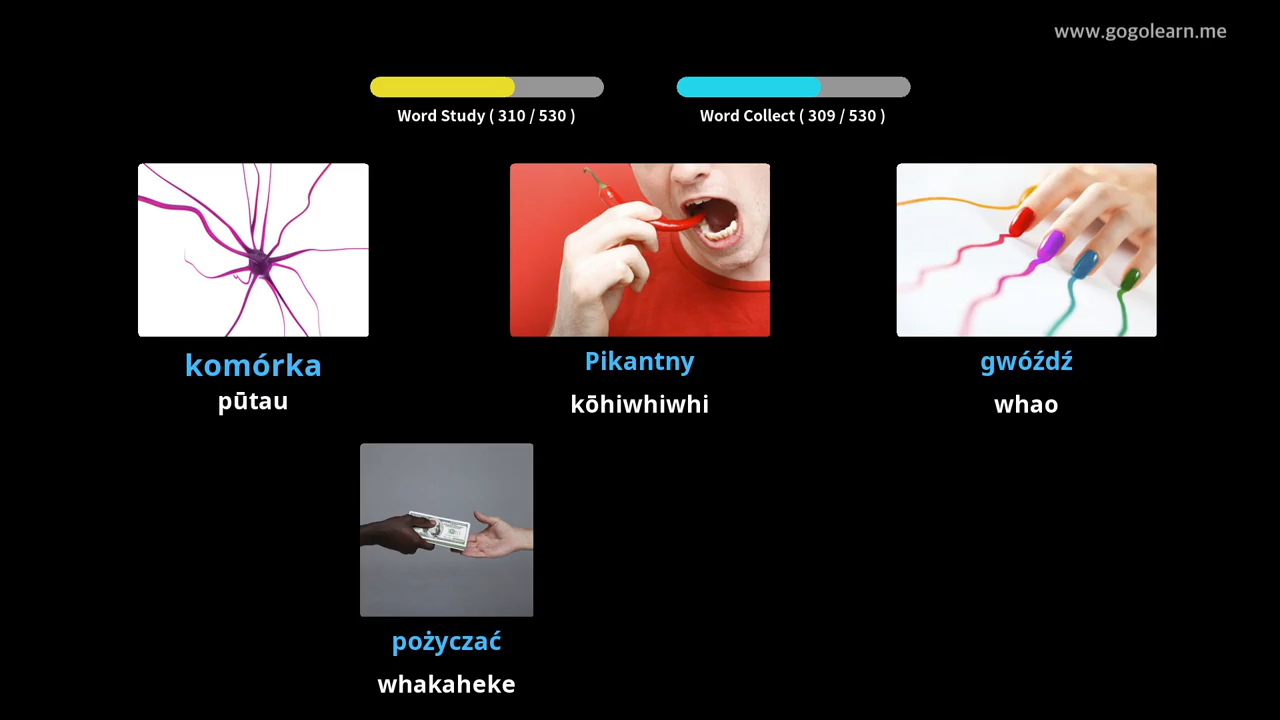 www.gogolearn.me
Word Study ( 310 / 530 )
Word Collect ( 309 / 530 )
komórka
pūtau
Pikantny
kōhiwhiwhi
gwóźdź
whao
pożyczać
whakaheke